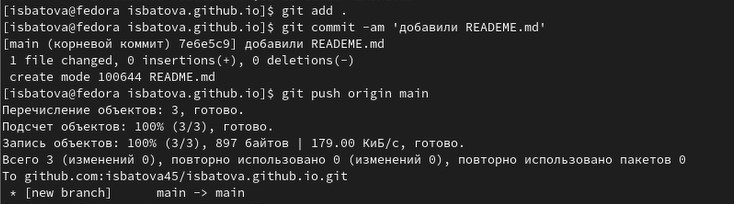 [isbatova@fedora isbatova.github.io]$ git add .
[isbatova@fedora isbatova.github.io]$ git commit -am 'добавили READEME.md'
[main (корневой коммит) 7e6e5c9] добавили READEME.md
 1 file changed, 0 insertions(+), 0 deletions(-)
 create mode 100644 README.md
[isbatova@fedora isbatova.github.io]$ git push origin main
Перечисление объектов: 3, готово.
Подсчет объектов: 100% (3/3), готово.
Запись объектов: 100% (3/3), 897 байтов | 179.00 КиБ/с, готово.
Всего 3 (изменений 0), повторно использовано 0 (изменений 0), повторно использовано пакетов 0
To github.com:isbatova45/isbatova.github.io.git
 * [new branch]      main -> main